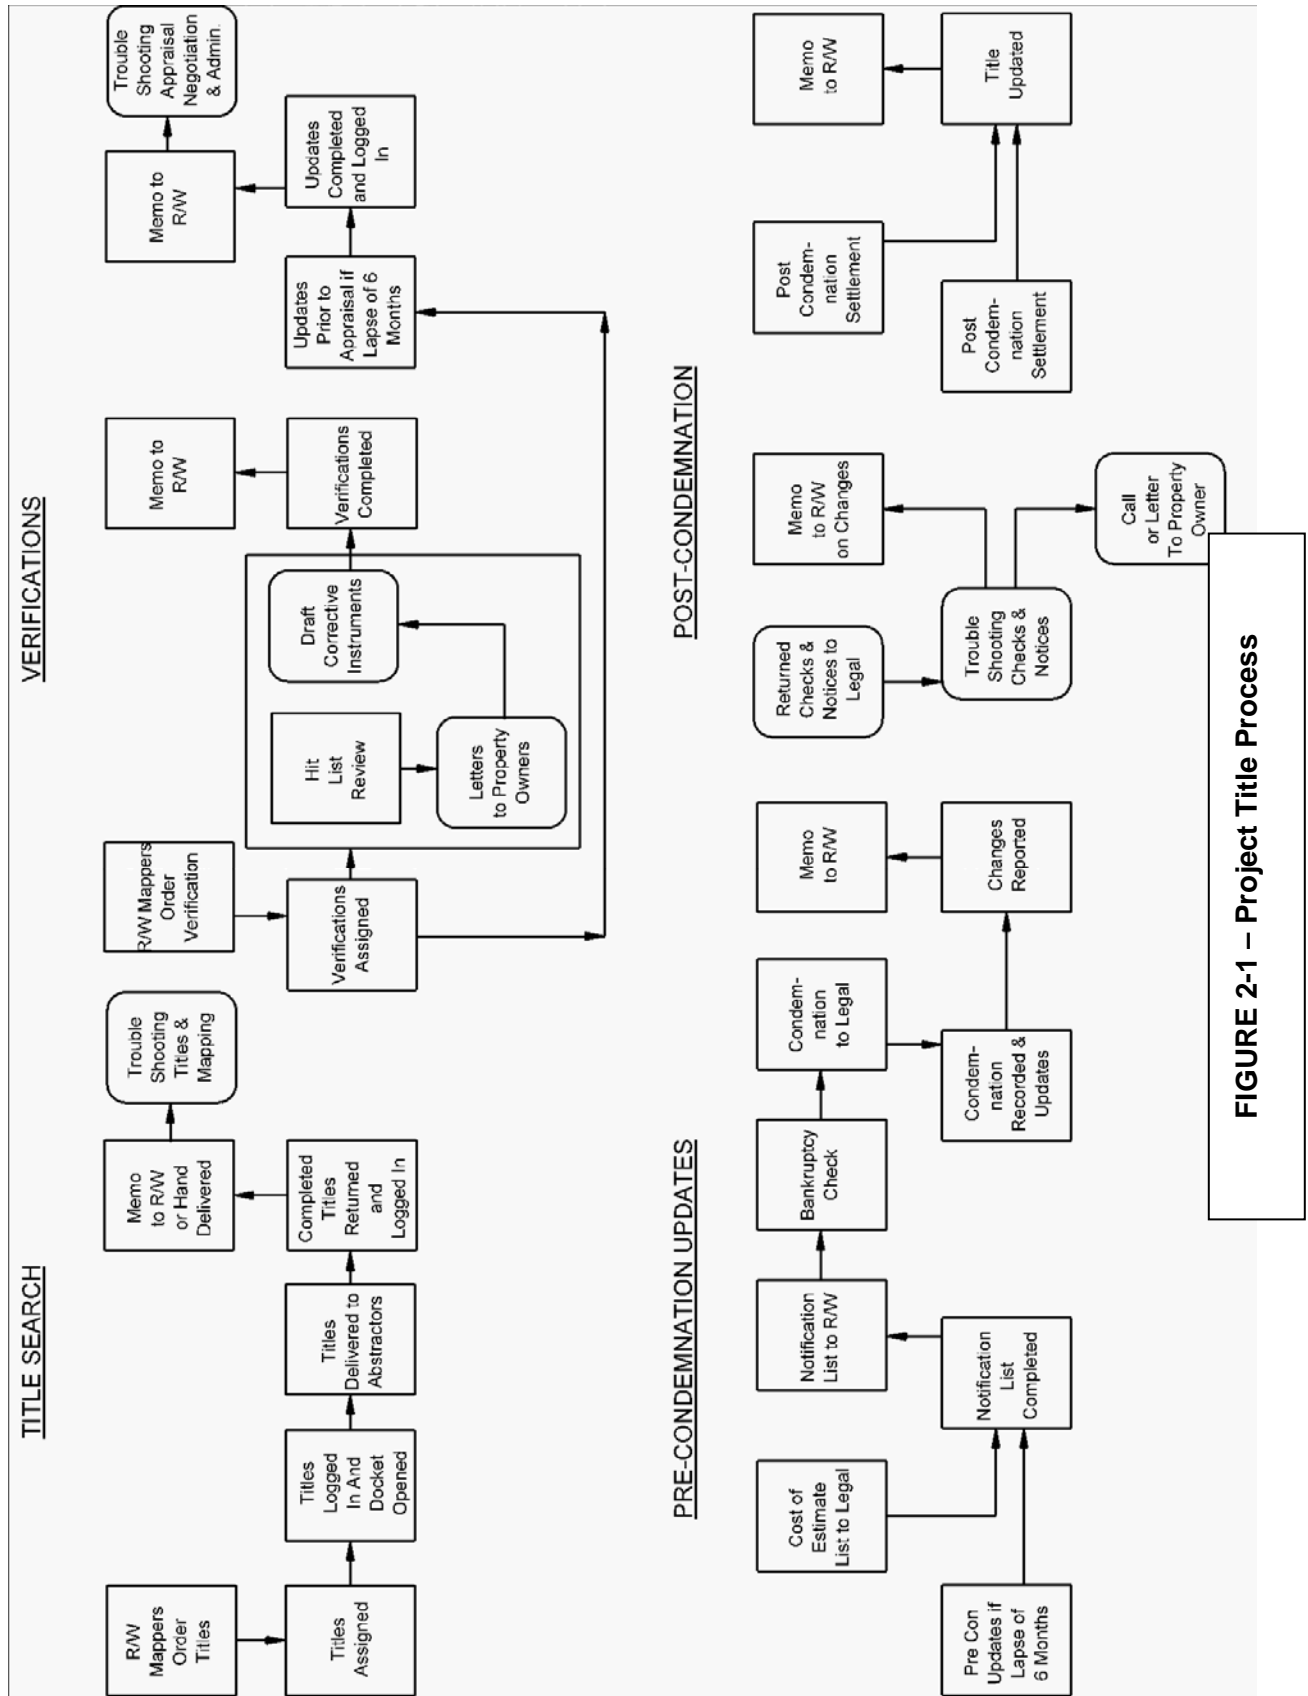 TITLE SEARCH
R/W
Mappers
Order
Titles
Titles
Assigned
Titles
Logged
In And
Docket
Opened
Titles
Delivered to
Abstractors
Completed
Titles
Returned
and
Logged In
Memo
to R/W
or Hand
Delivered
Trouble
Shooting
Titles &
Mapping
VERIFICATIONS
R/W Mappers
Order
Verification
Verifications
Assigned
Hit
List
Review
Letters
to Property
Owners
Draft
Corrective
Instruments
Verifications
Completed
Memo to
R/W
Updates
Prior to
Appraisal if
Lapse of 6
Months
Updates
Completed
and Logged
In
Memo to
R/W
Trouble
Shooting
Appraisal
Negotiation
& Admin.
PRE-CONDEMNATION UPDATES
Cost of
Estimate
List to Legal
Pre Con
Updates if
Lapse of
6 Months
Notification
List
Completed
Notification
List to R/W
Bankruptcy
Check
Condem-
nation
to Legal
Condem-
nation
Recorded &
Updates
Changes
Reported
Memo
to R/W
POST-CONDEMNATION
Returned
Checks &
Notices to
Legal
Trouble
Shooting
Checks &
Notices
Memo
to R/W
on Changes
Call
or Letter
To Property
Owner
Post
Condem-
nation
Settlement
Post
Condem-
nation
Settlement
Title
Updated
Memo
to R/W
FIGURE 2-1 – Project Title Process